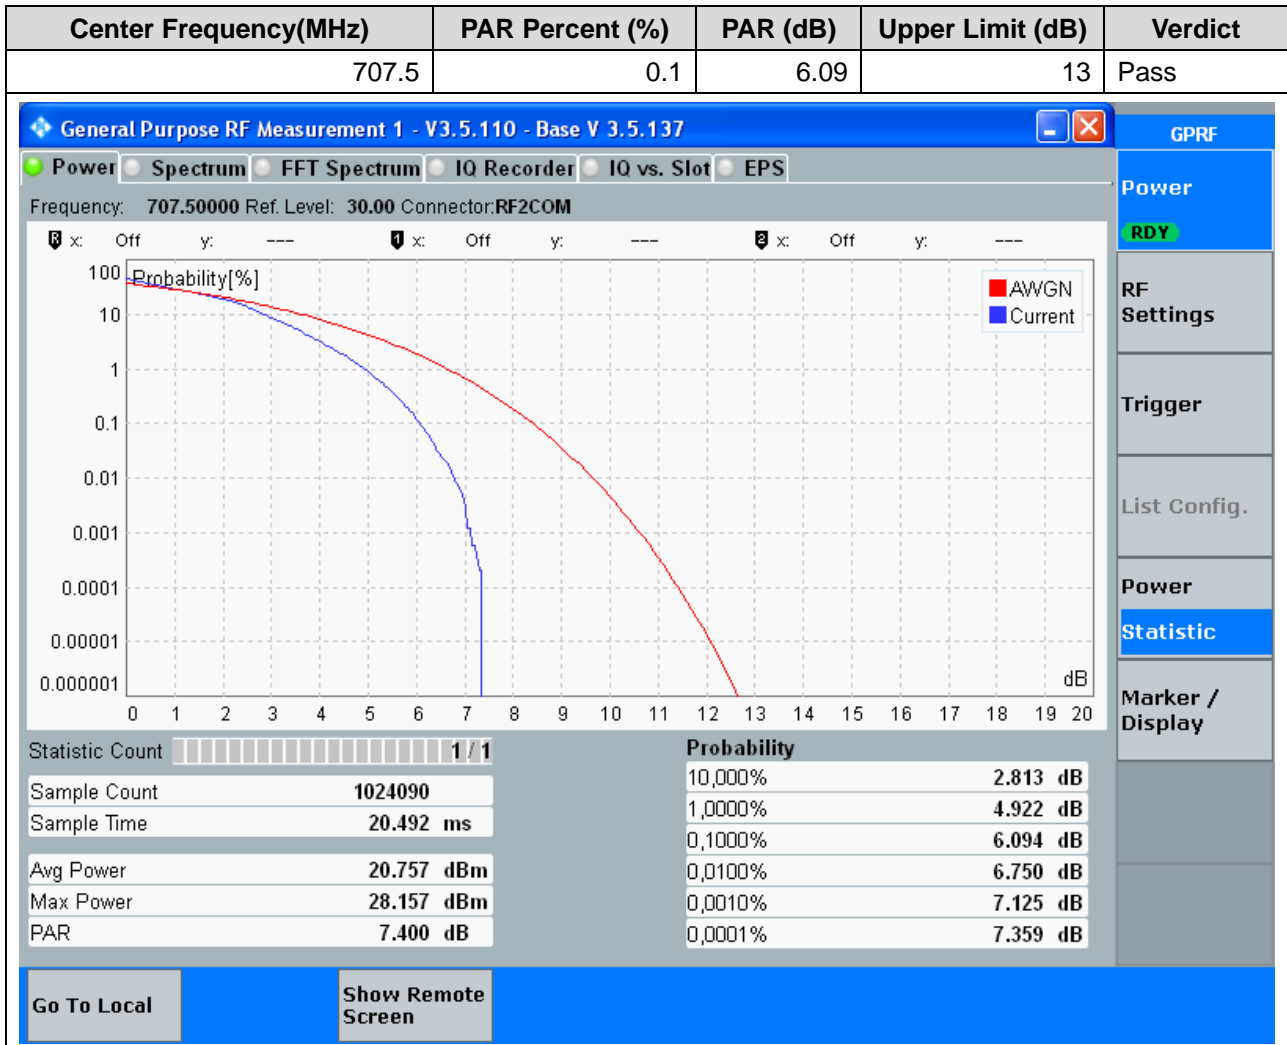 Center Frequency(MHz) PAR Percent (%) PAR (dB) Upper Limit (dB) Verdict
707.5 0.1 6.09 13 Pass
General Purpose RF Measurement 1 - V3.5.110 - Base V 3.5.137
GPRF
Power Spectrum FFT Spectrum IQ Recorder IQ vs. Slot EPS
Power
RDY
Frequency: 707.50000 Ref. Level: 30.00 Connector:RF2COM
R x: Off y: --- 1 x: Off y: --- 2 x: Off y: ---
Probability[%]
AWGN
Current
100
10
1
0.1
0.01
0.001
0.0001
0.00001
0.000001
dB
0 1 2 3 4 5 6 7 8 9 10 11 12 13 14 15 16 17 18 19 20
RF
Settings
Trigger
List Config.
Power
Statistic
Marker /
Display
Statistic Count 1 / 1
Sample Count 1024090
Sample Time 20.492 ms
Avg Power 20.757 dBm
Max Power 28.157 dBm
PAR 7.400 dB
Probability
10,000% 2.813 dB
1,0000% 4.922 dB
0,1000% 6.094 dB
0,0100% 6.750 dB
0,0010% 7.125 dB
0,0001% 7.359 dB
Go To Local
Show Remote
Screen